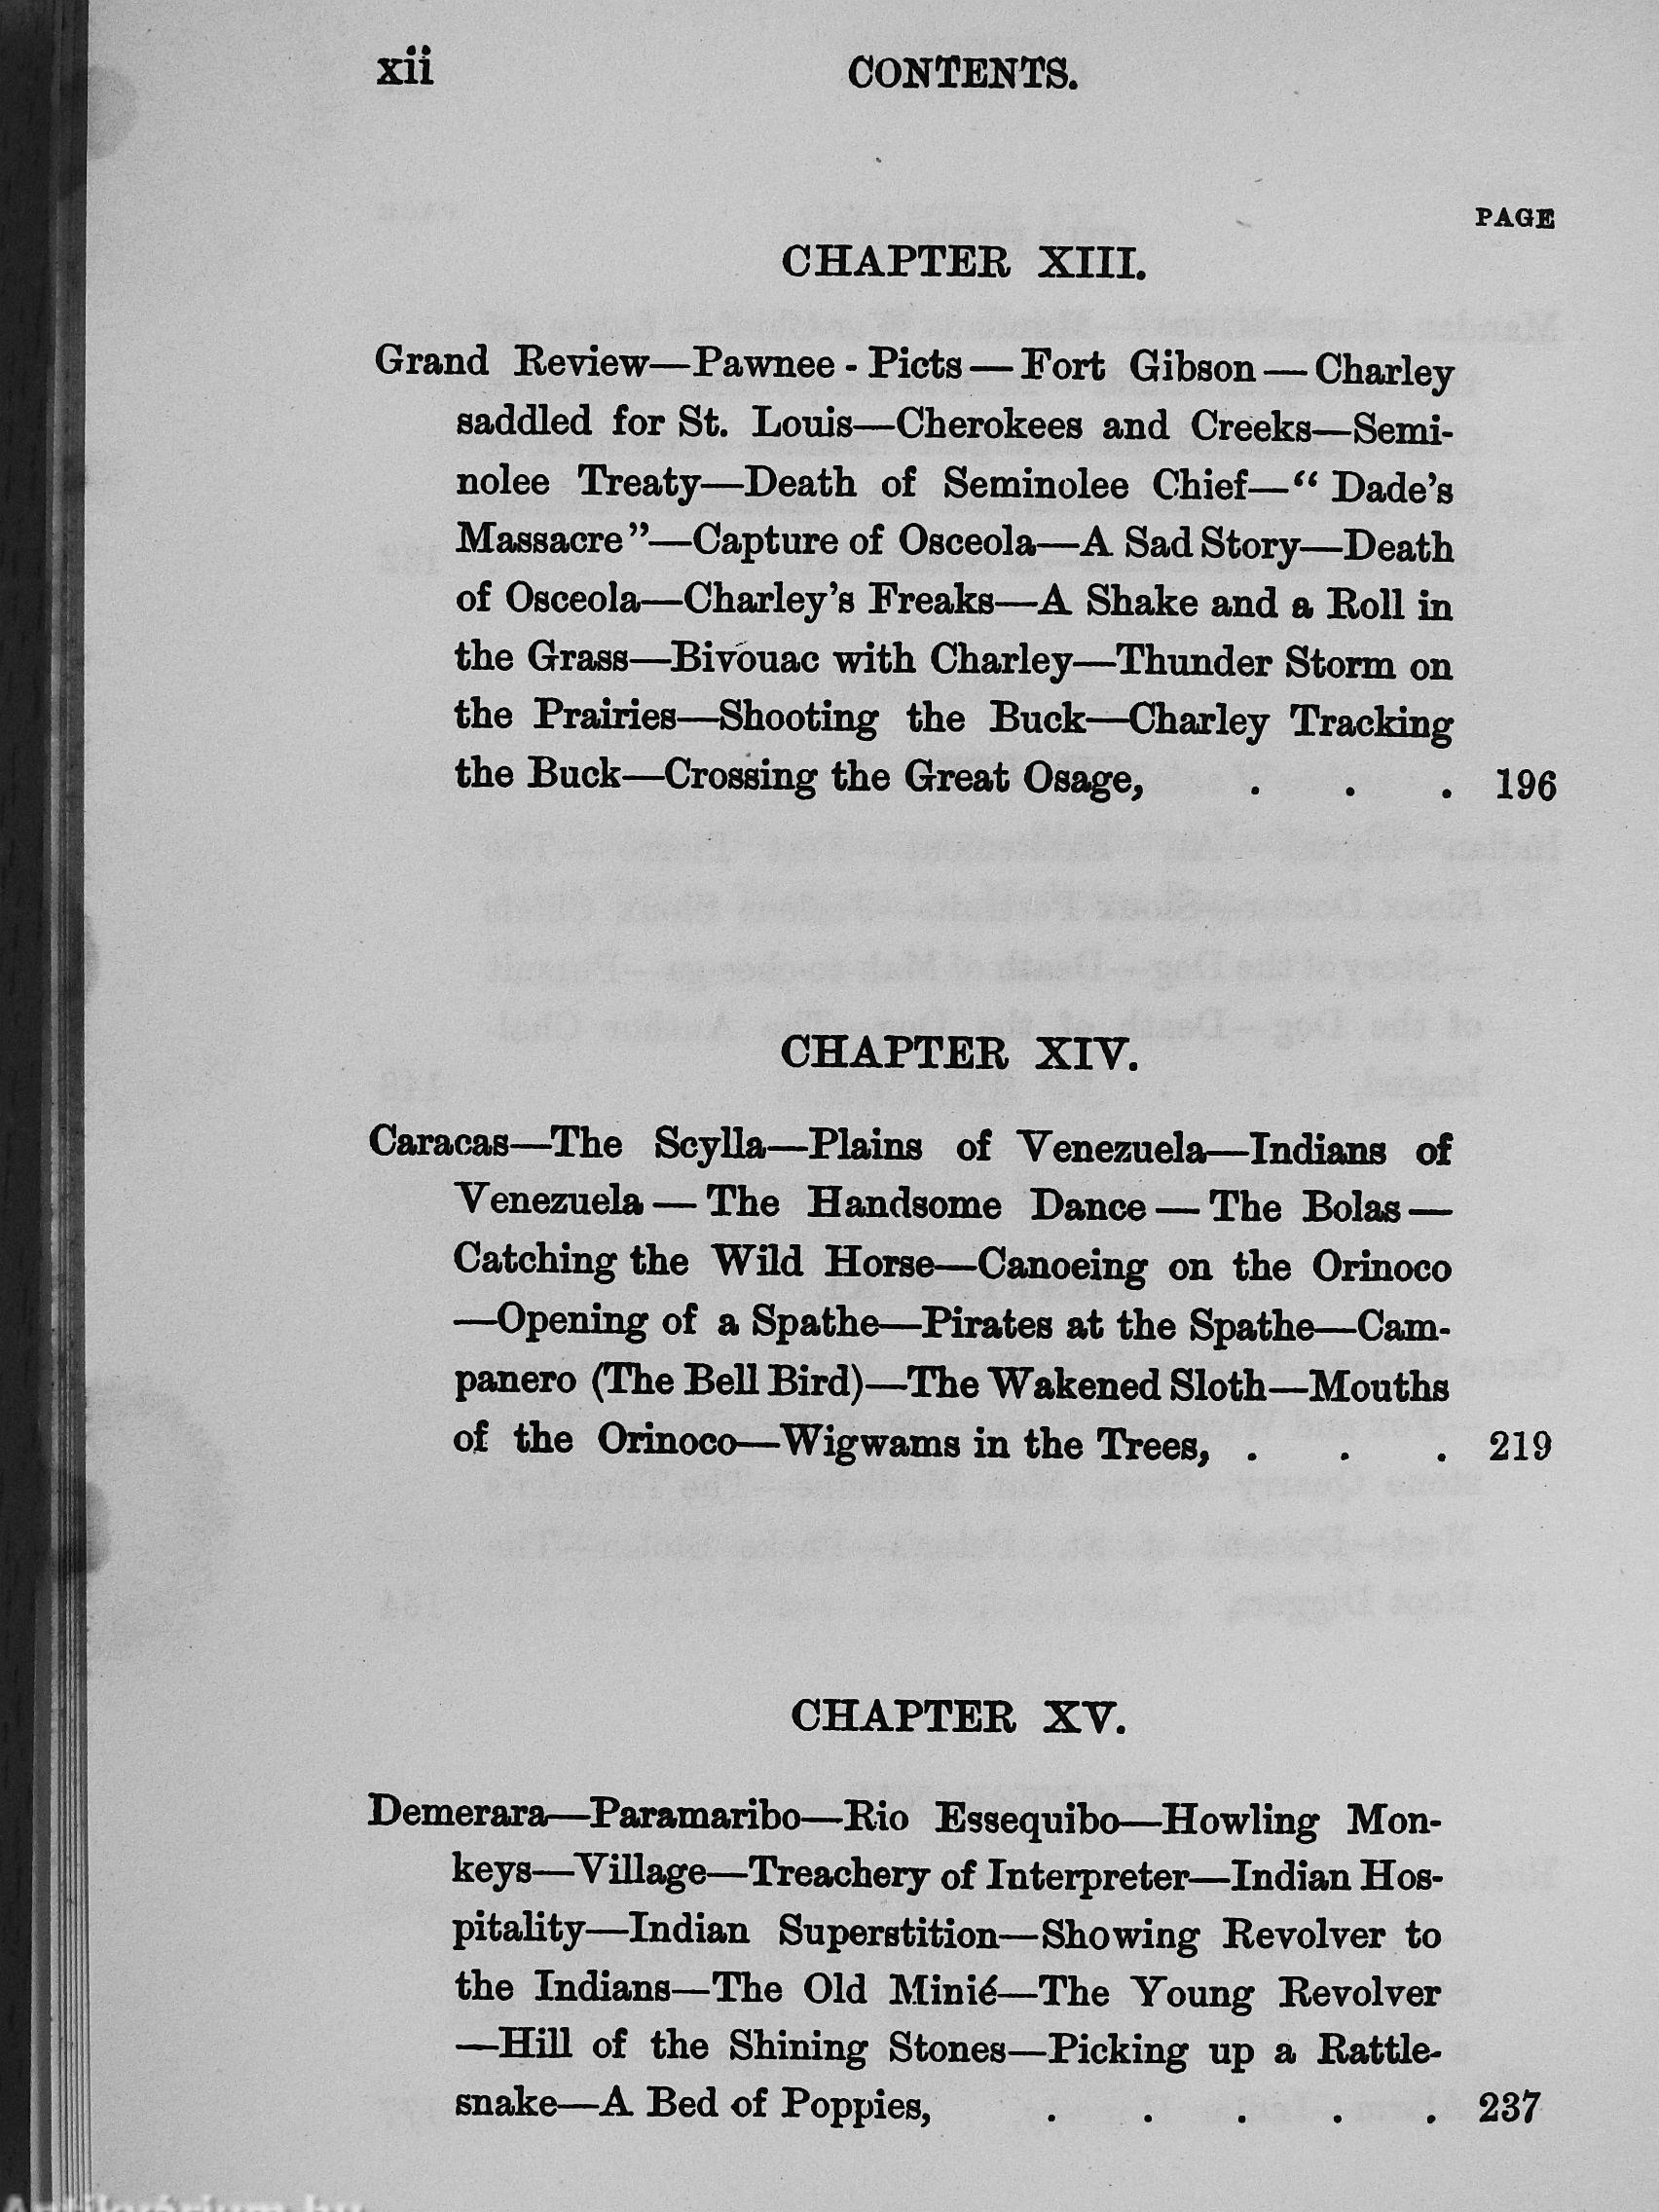 xii CONTENTS.
PAGE
CHAPTER XIII.
Grand Review—Pawnee - Picts — Fort Gibson — Charley
saddled for St. Louis—Cherokees and Creeks—Semi-
nolee Treaty—Death of Seminolee Chief—“ Dade’s
Massacre”—Capture of Osceola—A Sad Story—Death
of Osceola—Charley’s Freaks—A Shake and a Roll in
the Grass—Bivouac with Charley—Thunder Storm on
the Prairies—Shooting the Buck—Charley Tracking
the Buck—Crossing the Great Osage, . . . 196
CHAPTER XIV.
Caracas—The Scylla—Plains of Venezuela—Indians of
Venezuela — The Handsome Dance — The Bolas —
Catching the Wild Horse—Canoeing on the Orinoco
—Opening of a Spathe—Pirates at the Spathe—Cam-
panero (The Bell Bird)—The Wakened Sloth—Mouths
of the Orinoco—Wigwams in the Trees, . . . 219
CHAPTER XV.
Demerara—Paramaribo—Rio Essequibo—Howling Mon-
keys—Village—Treachery of Interpreter—Indian Hos-
pitality—Indian Superstition—Showing Revolver to
the Indians—The Old Minié—The Young Revolver
—Hill of the Shining Stones—Picking up a Rattle-
snake—A Bed of Poppies, . . . . . 237